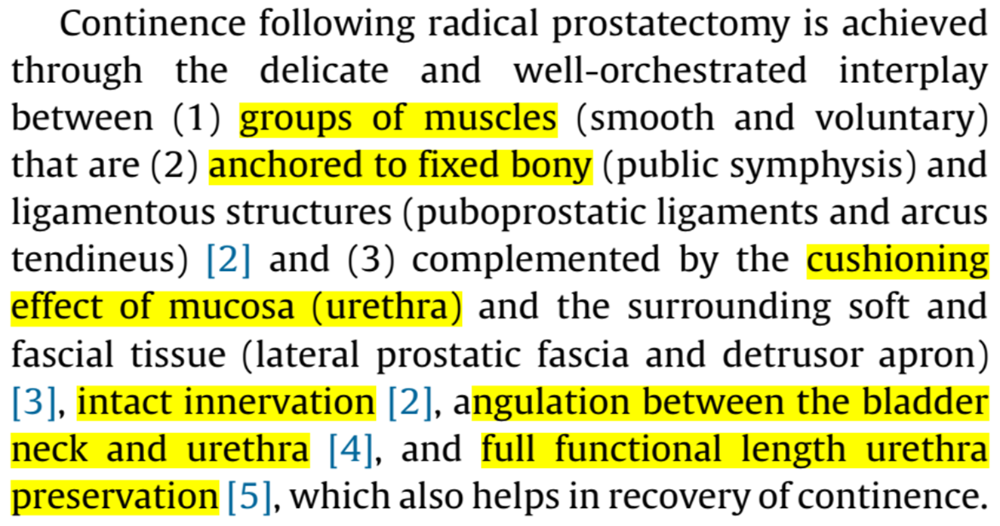 Continence following radical prostatectomy is achieved
through the delicate and well-orchestrated interplay
between (1) groups of muscles (smooth and voluntary)
that are (2) anchored to fixed bony (public symphysis) and
ligamentous structures (puboprostatic ligaments and arcus
tendineus) [2] and (3) complemented by the cushioning
effect of mucosa (urethra) and the surrounding soft and
fascial tissue (lateral prostatic fascia and detrusor apron)
[3], intact innervation [2], angulation between the bladder
neck and urethra [4], and full functional length urethra
preservation [5], which also helps in recovery of continence.